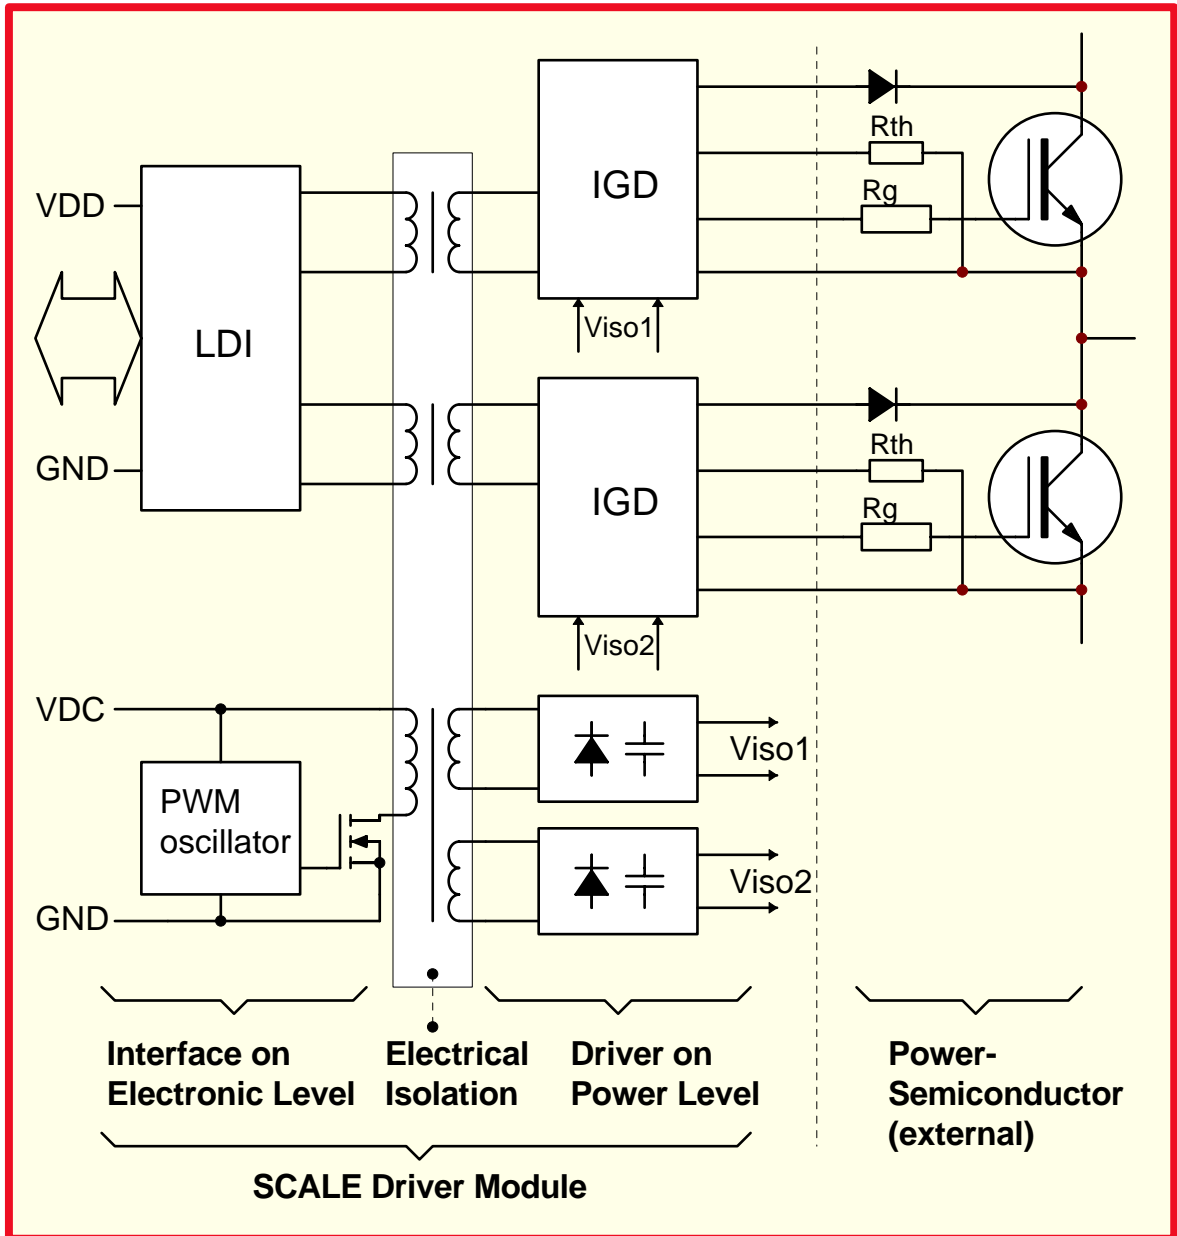 VDD
LDI
GND
IGD
Rth
Rg
Viso1
IGD
Rth
Rg
Viso2
VDC
PWM
oscillator
GND
Viso1
Viso2
Interface on
Electronic Level
Electrical
Isolation
Driver on
Power Level
Power-
Semiconductor
(external)
SCALE Driver Module